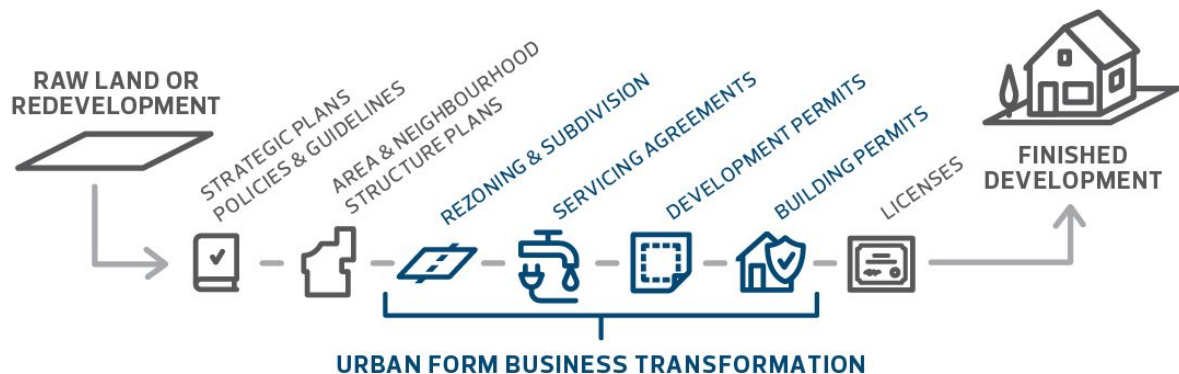 RAW LAND OR
REDEVELOPMENT
STRATEGIC PLANS
POLICIES & GUIDELINES
AREA & NEIGHBOURHOOD
STRUCTURE PLANS
REZONING & SUBDIVISION
SERVICING AGREEMENTS
DEVELOPMENT PERMITS
BUILDING PERMITS
LICENSES
FINISHED
DEVELOPMENT
URBAN FORM BUSINESS TRANSFORMATION